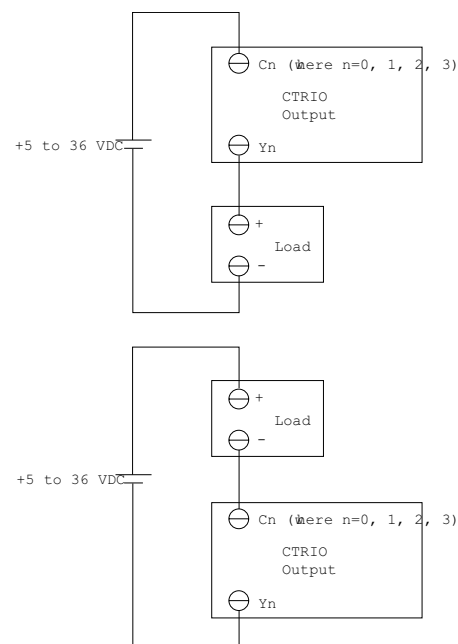 Cn (where n=0, 1, 2, 3)
CTRIO
Output
+5 to 36 VDC
Yn
+
Load
-
+
Load
-
+5 to 36 VDC
Cn (where n=0, 1, 2, 3)
CTRIO
Output
Yn